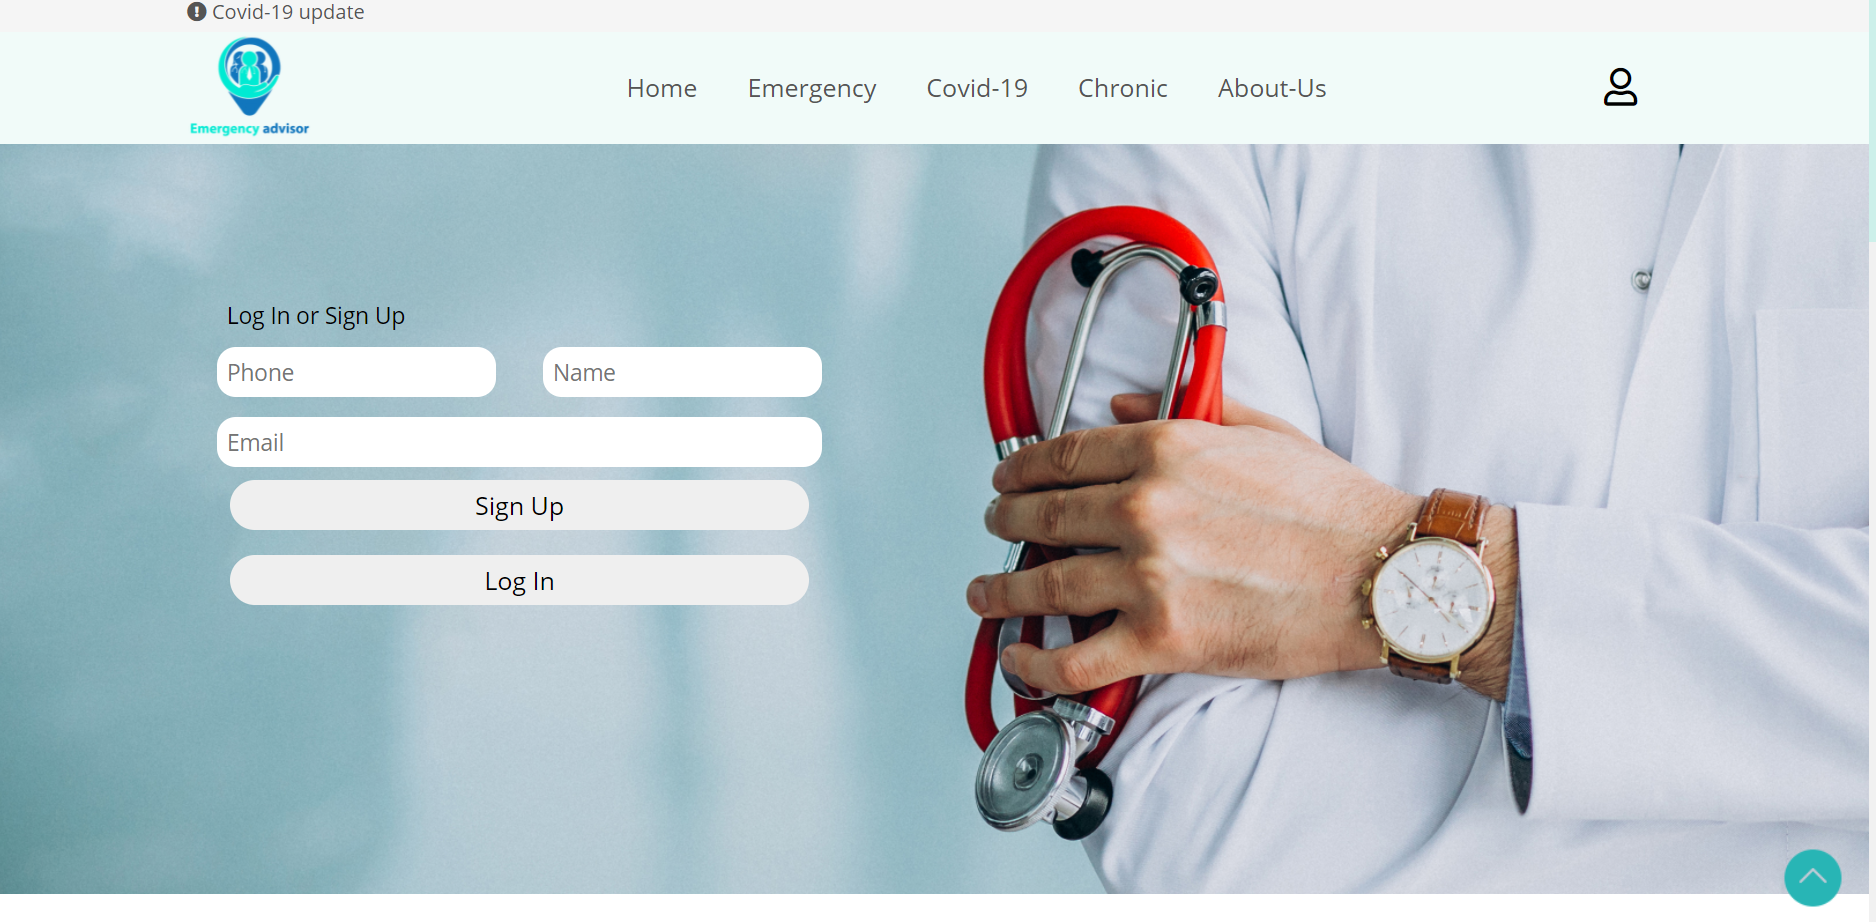 Covid-19 update
Emergency advisor
Home Emergency Covid-19 Chronic About-Us
Log In or Sign Up
Phone Name
Email
Sign Up
Log In